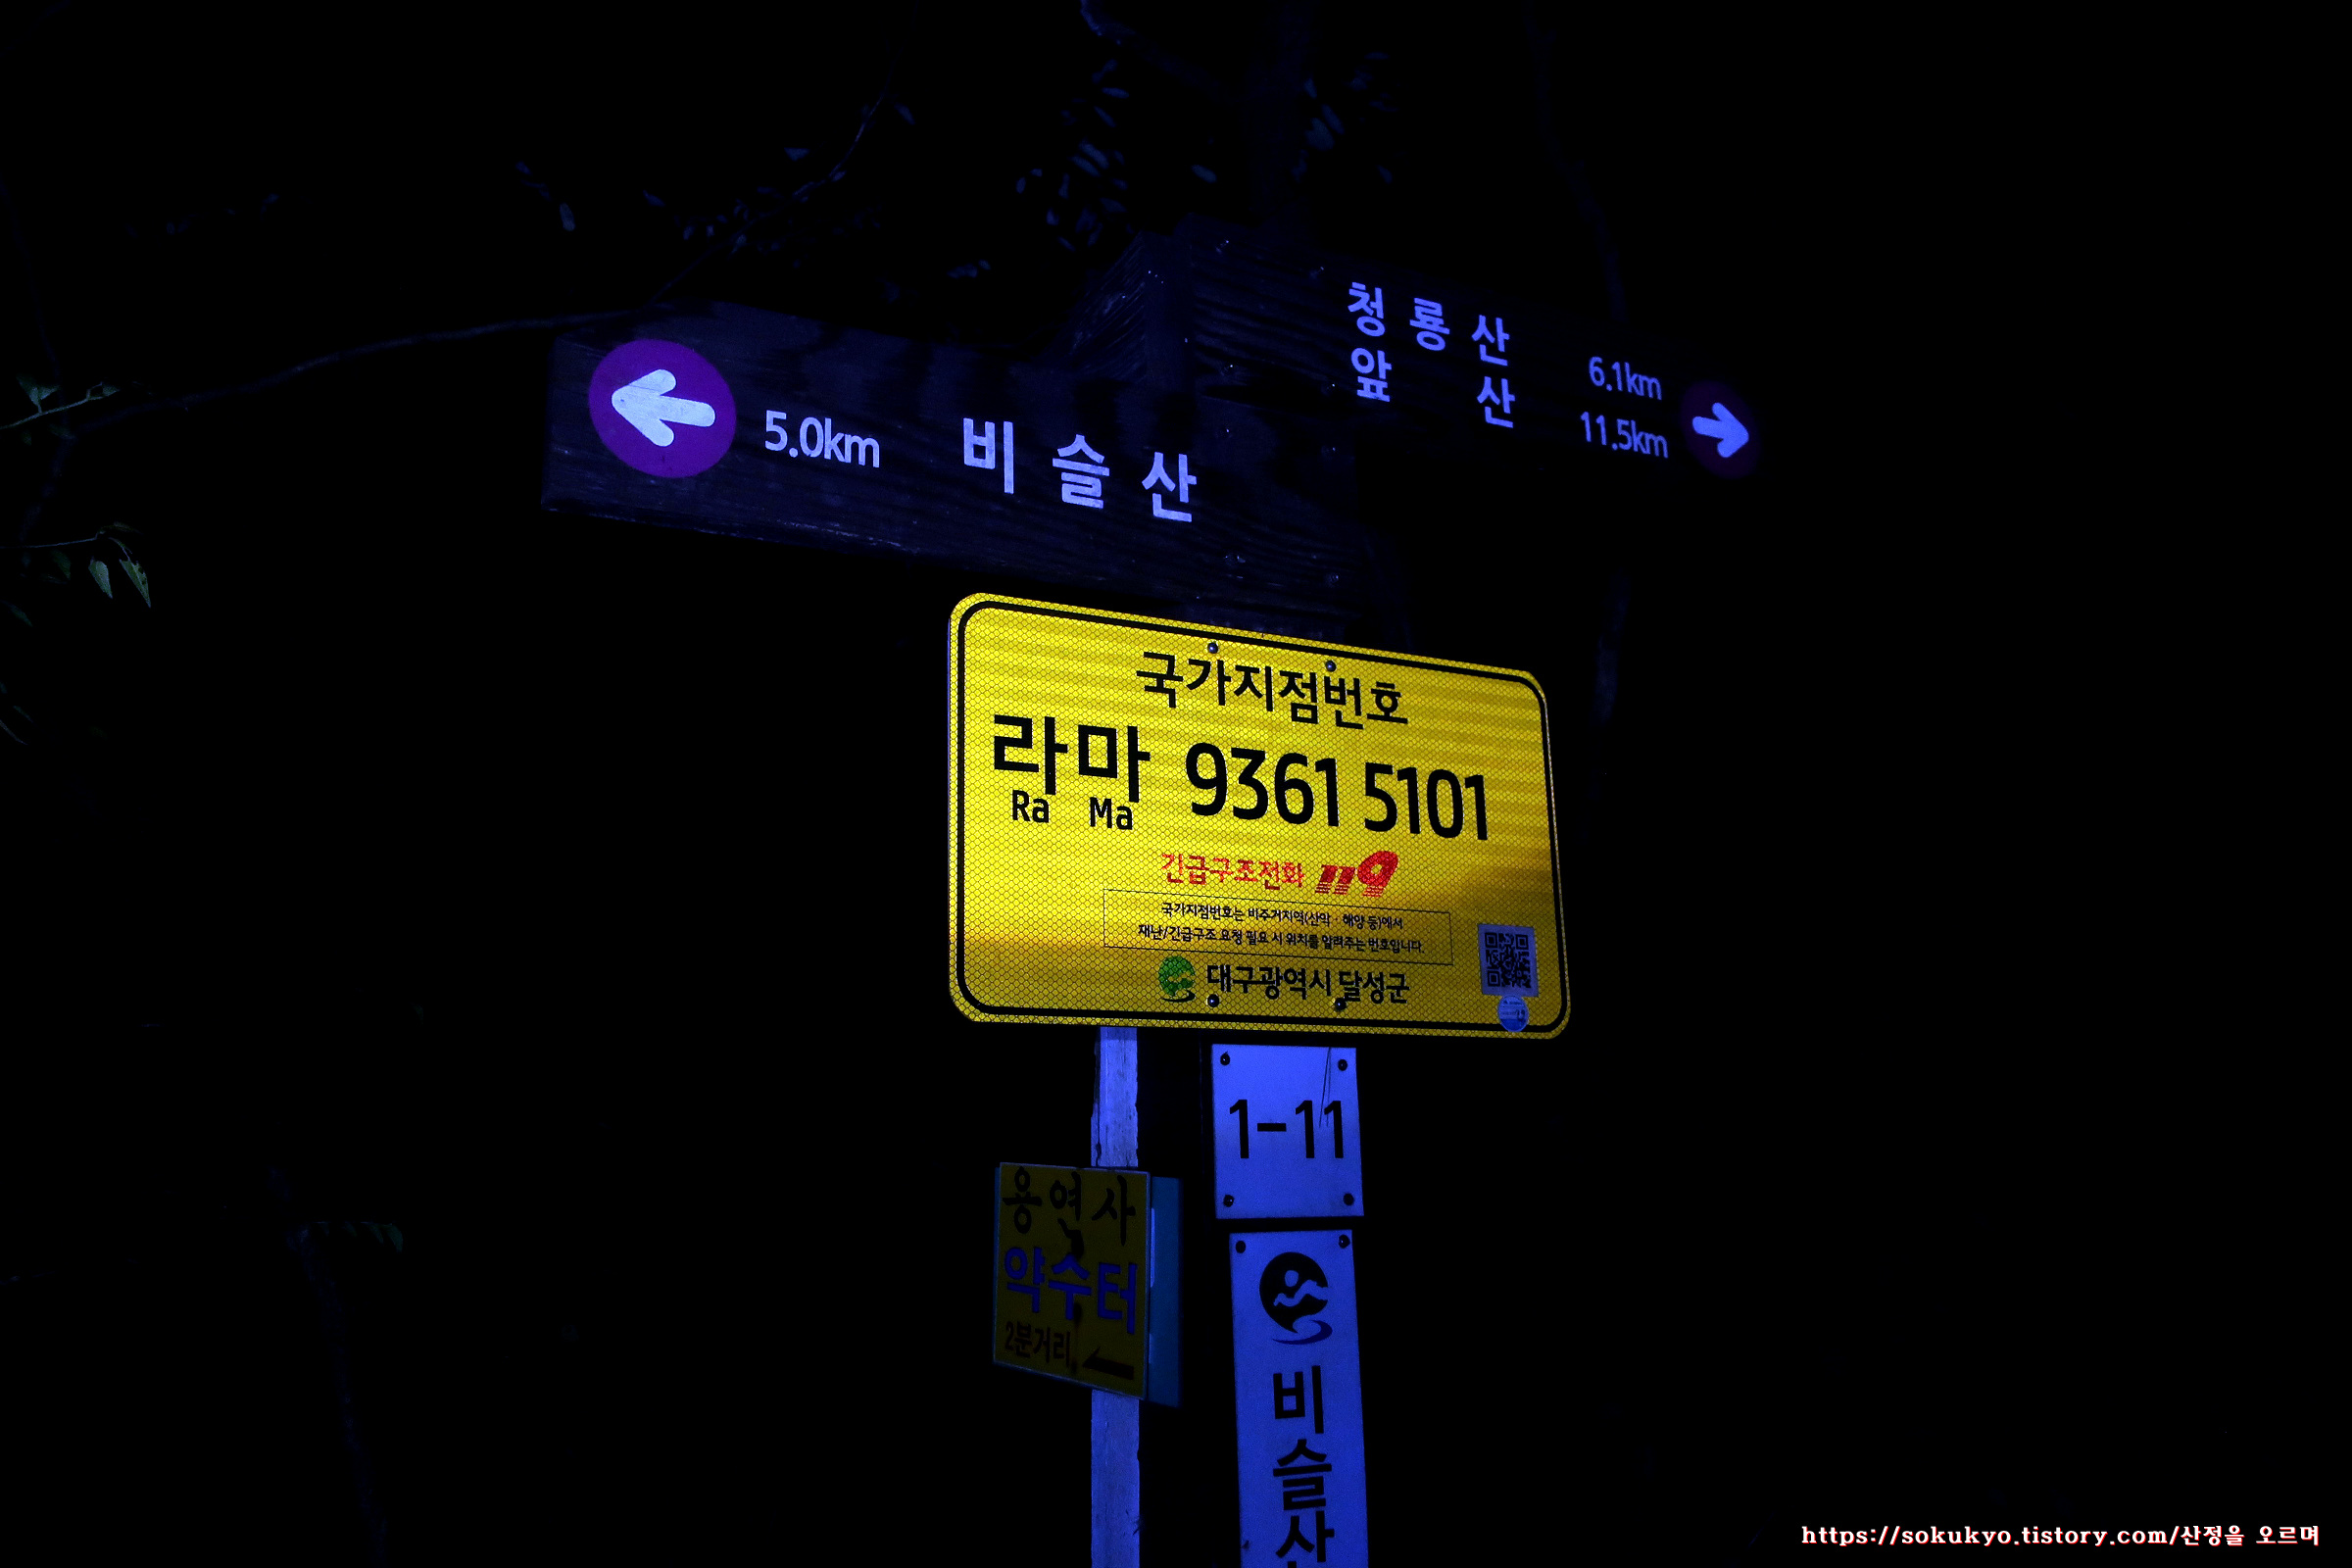 5.0km 비 슬 산
청 룡 산 6.1km
앞 산 11.5km
국가지점번호
라마 9361 5101
Ra Ma
긴급구조전화 119
국가지점번호는 비주거지역(산악 · 해양 등)에서
재난/긴급구조 요청 필요 시 위치를 알려주는 번호입니다.
대구광역시 달성군
1-11
용연사
약수터
2분거리
비슬산
https://sokukyo.tistory.com/산정을 오르며